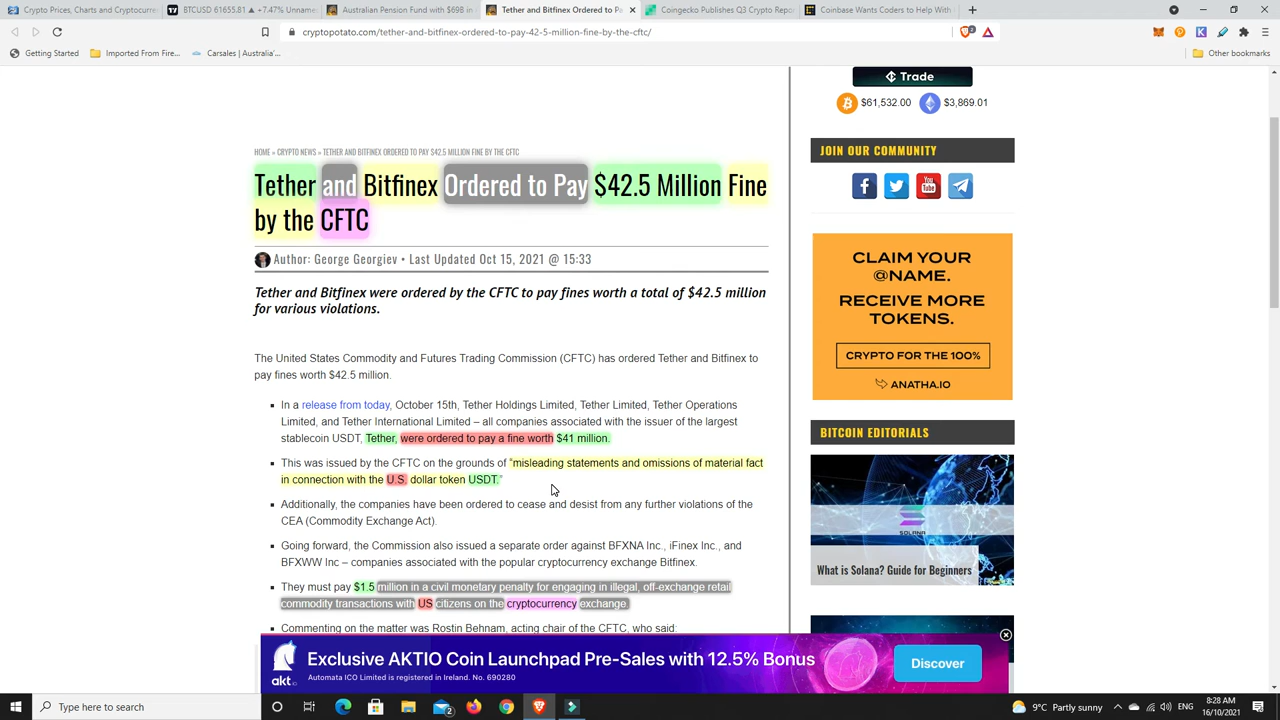 Crypto Prices, Charts and Crypto
BTCUSD 61655.81 ▲ +7.47% Unname
Australian Pension Fund with $698 b
Tether and Bitfinex Ordered to Pa
Coingecko Publishes Q3 Crypto Repo
Coinbase Wants Coders to Help With
cryptopotato.com/tether-and-bitfinex-ordered-to-pay-42-5-million-fine-by-the-cftc/
Getting Started
Imported From Fire...
Carsales | Australia'...
Other bookmarks
Trade
$61,532.00
$3,869.01
HOME » CRYPTO NEWS » TETHER AND BITFINEX ORDERED TO PAY $42.5 MILLION FINE BY THE CFTC
Tether and Bitfinex Ordered to Pay $42.5 Million Fine
by the CFTC
Author: George Georgiev • Last Updated Oct 15, 2021 @ 15:33
Tether and Bitfinex were ordered by the CFTC to pay fines worth a total of $42.5 million
for various violations.
The United States Commodity and Futures Trading Commission (CFTC) has ordered Tether and Bitfinex to
pay fines worth $42.5 million.
In a release from today, October 15th, Tether Holdings Limited, Tether Limited, Tether Operations
Limited, and Tether International Limited – all companies associated with the issuer of the largest
stablecoin USDT, Tether, were ordered to pay a fine worth $41 million.
This was issued by the CFTC on the grounds of “misleading statements and omissions of material fact
in connection with the U.S. dollar token USDT.”
Additionally, the companies have been ordered to cease and desist from any further violations of the
CEA (Commodity Exchange Act).
Going forward, the Commission also issued a separate order against BFXNA Inc., iFinex Inc., and
BFXWW Inc – companies associated with the popular cryptocurrency exchange Bitfinex.
They must pay $1.5 million in a civil monetary penalty for engaging in illegal, off-exchange retail
commodity transactions with US citizens on the cryptocurrency exchange.
Commenting on the matter was Rostin Behnam, acting chair of the CFTC, who said:
JOIN OUR COMMUNITY
You Tube
CLAIM YOUR
@NAME.
RECEIVE MORE
TOKENS.
CRYPTO FOR THE 100%
ANATHA.IO
BITCOIN EDITORIALS
SOLANA
What is Solana? Guide for Beginners
akt.io
Exclusive AKTIO Coin Launchpad Pre-Sales with 12.5% Bonus
Automata ICO Limited is registered in Ireland. No. 690280
Discover
Type here to search
2
9°C Partly sunny
ENG
8:28 AM
16/10/2021